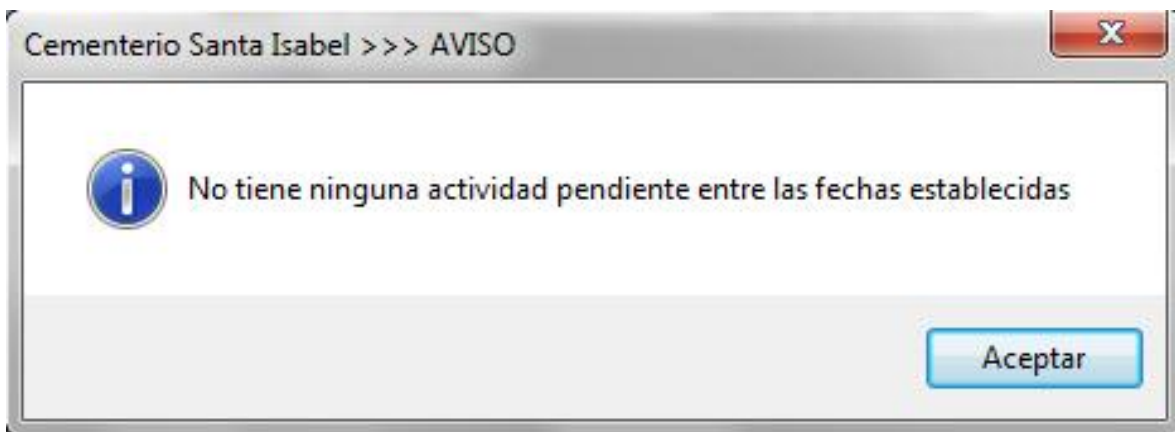 Cementerio Santa Isabel >>> AVISO
No tiene ninguna actividad pendiente entre las fechas establecidas
Aceptar